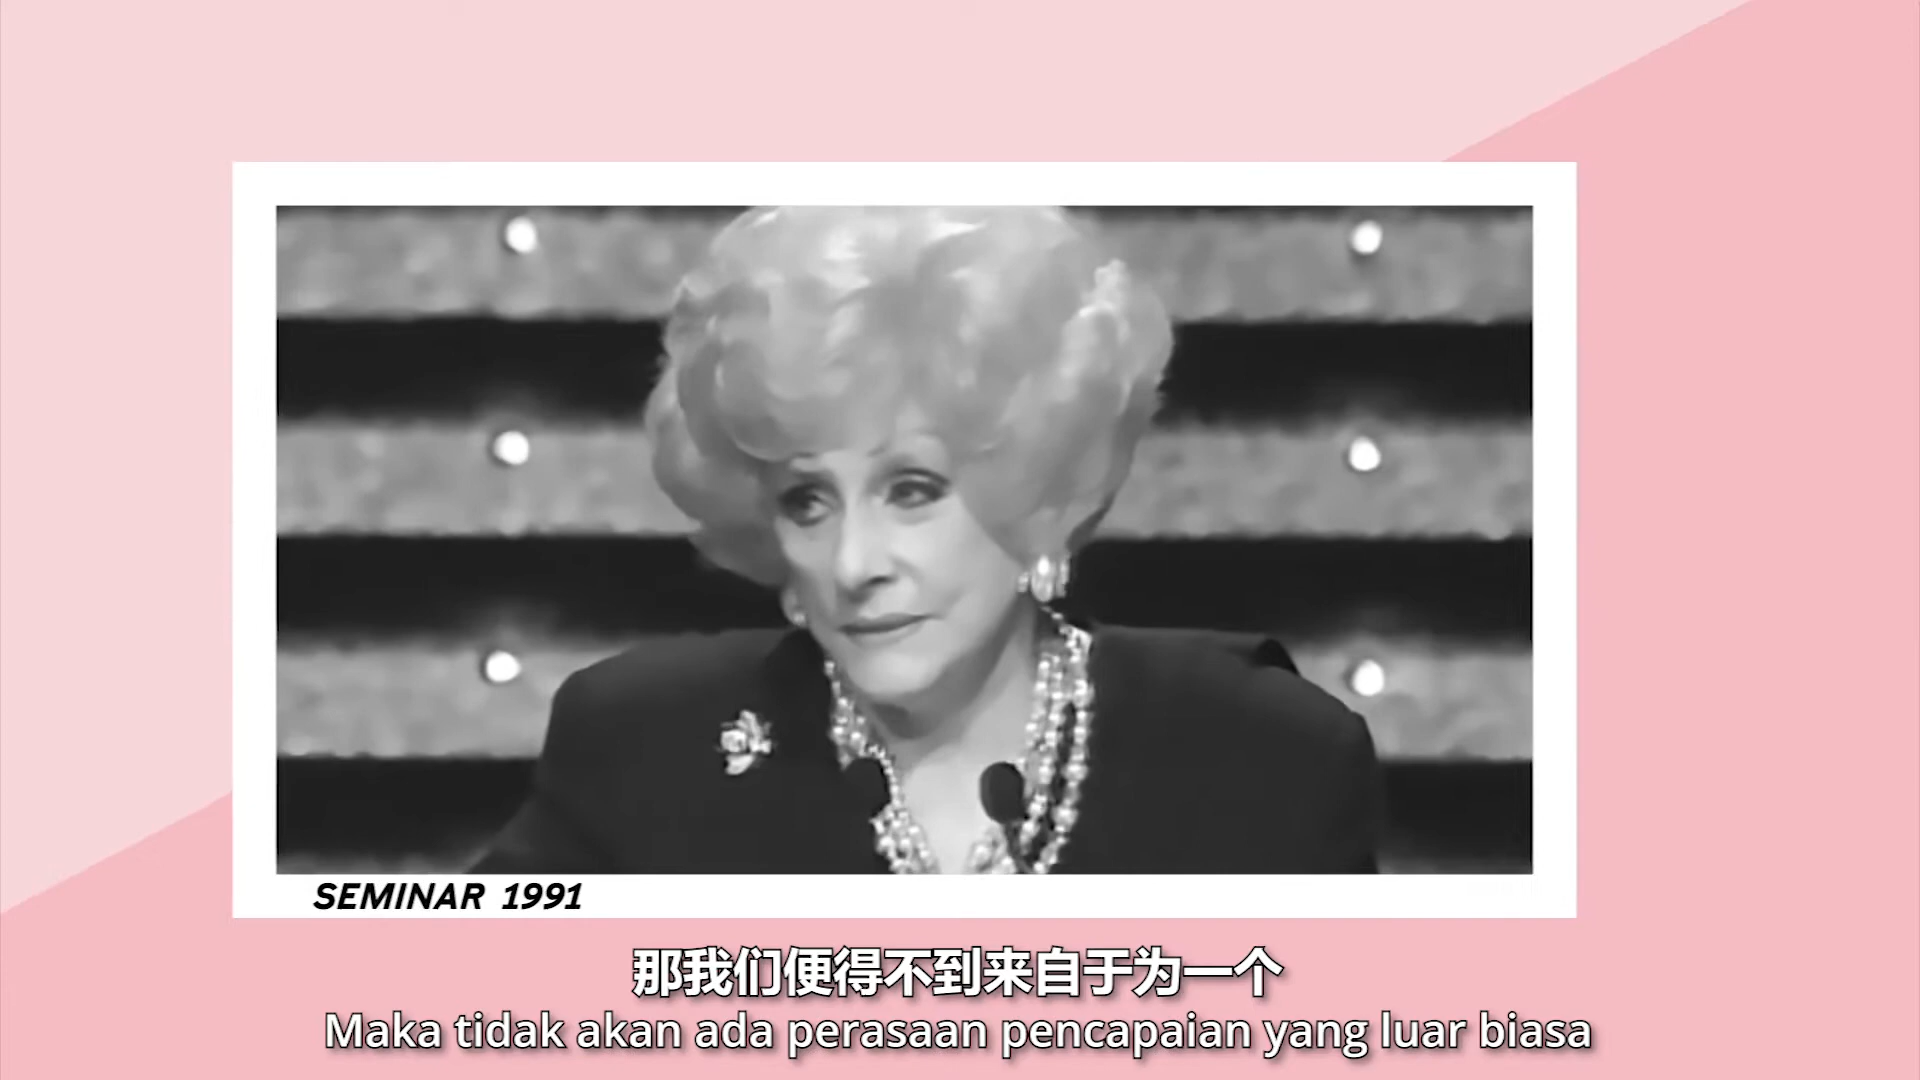 SEMINAR 1991
那我们便得不到来自于为一个
Maka tidak akan ada perasaan pencapaian yang luar biasa